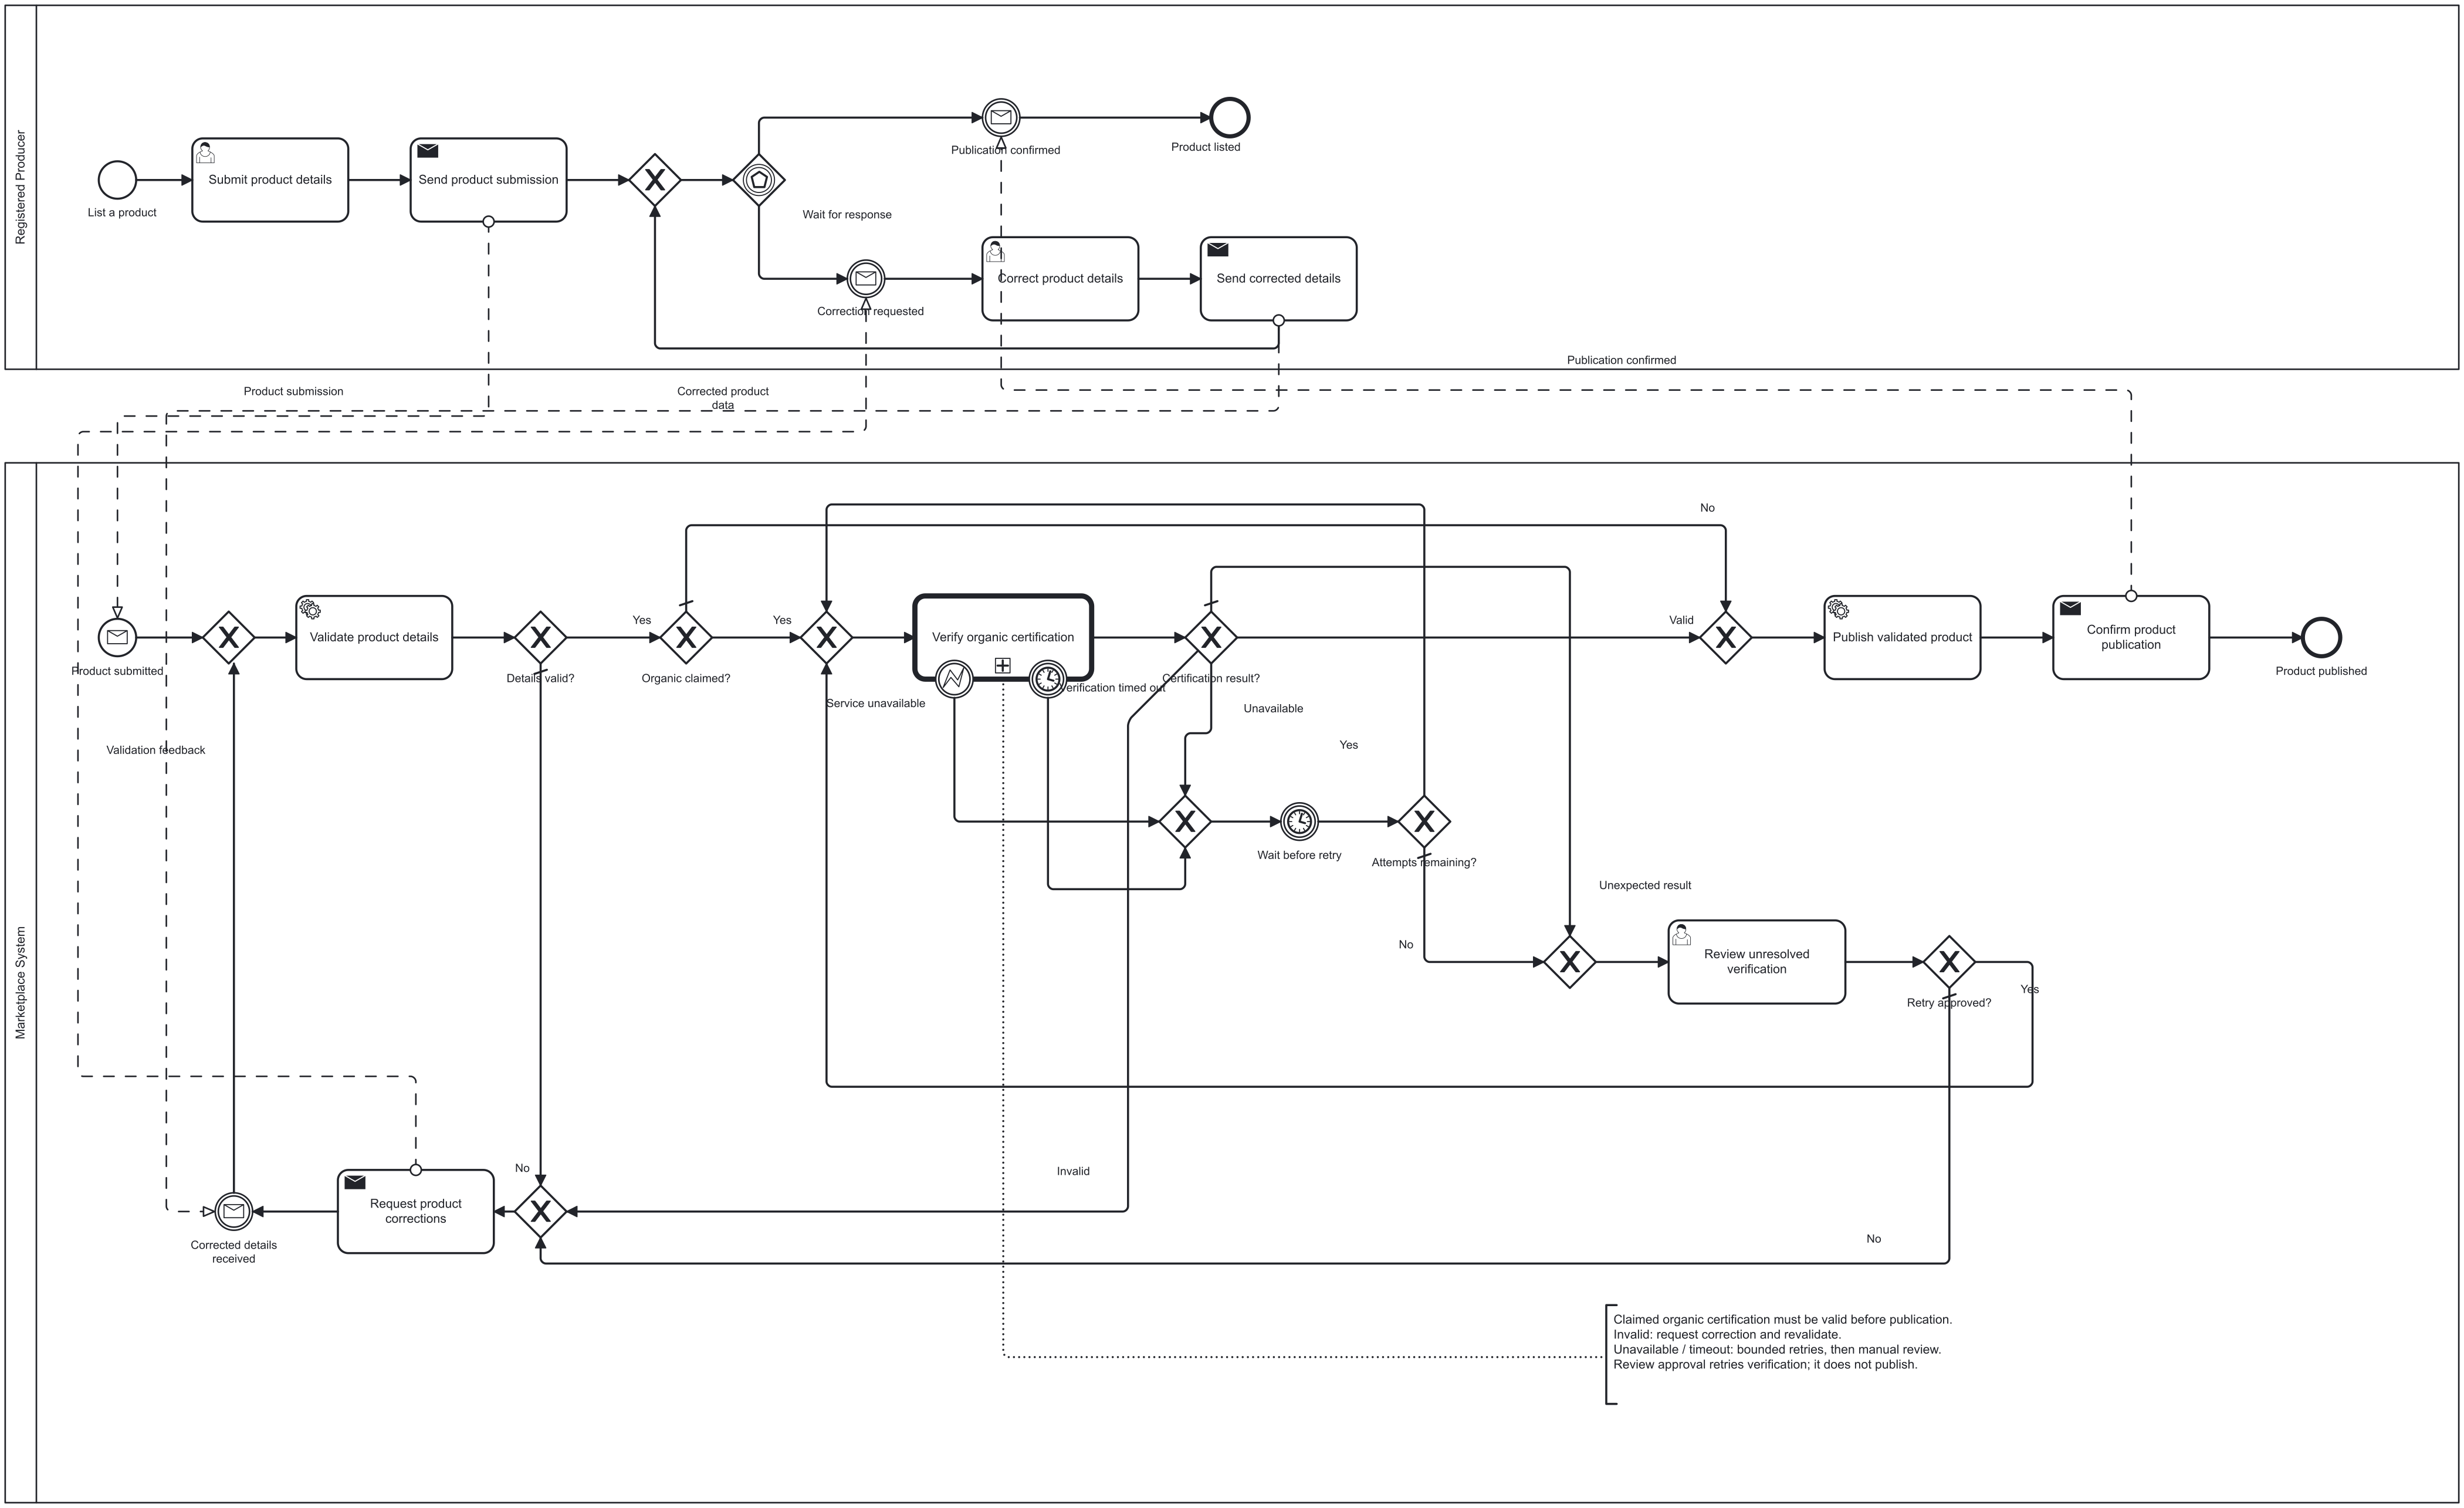 Registered Producer
List a product
Submit product details
Send product submission
Wait for response
Publication confirmed
Product listed
Correction requested
Correct product details
Send corrected details
Publication confirmed
Product submission
Corrected product
data
Marketplace System
Product submitted
Validate product details
Details valid?
Yes
Organic claimed?
Yes
No
Verify organic certification
Service unavailable
Verification timed out
Certification result?
Valid
Publish validated product
Confirm product
publication
Product published
Validation feedback
Unavailable
Yes
Wait before retry
Attempts remaining?
Unexpected result
No
Review unresolved
verification
Retry approved?
Yes
No
Invalid
Request product
corrections
Corrected details
received
No
Claimed organic certification must be valid before publication.
Invalid: request correction and revalidate.
Unavailable / timeout: bounded retries, then manual review.
Review approval retries verification; it does not publish.